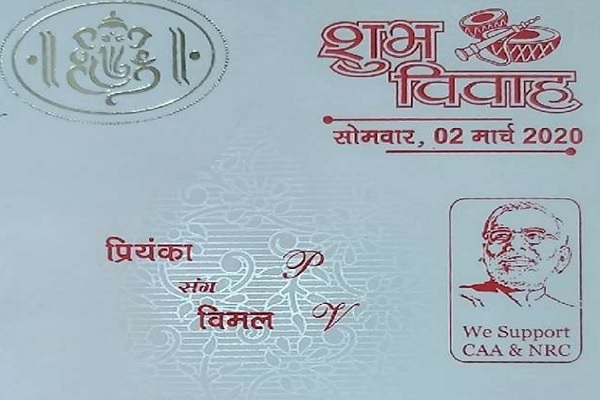 शुभ
विवाह
सोमवार, 02 मार्च 2020
प्रियंका P
संग
विमल V
We Support
CAA & NRC